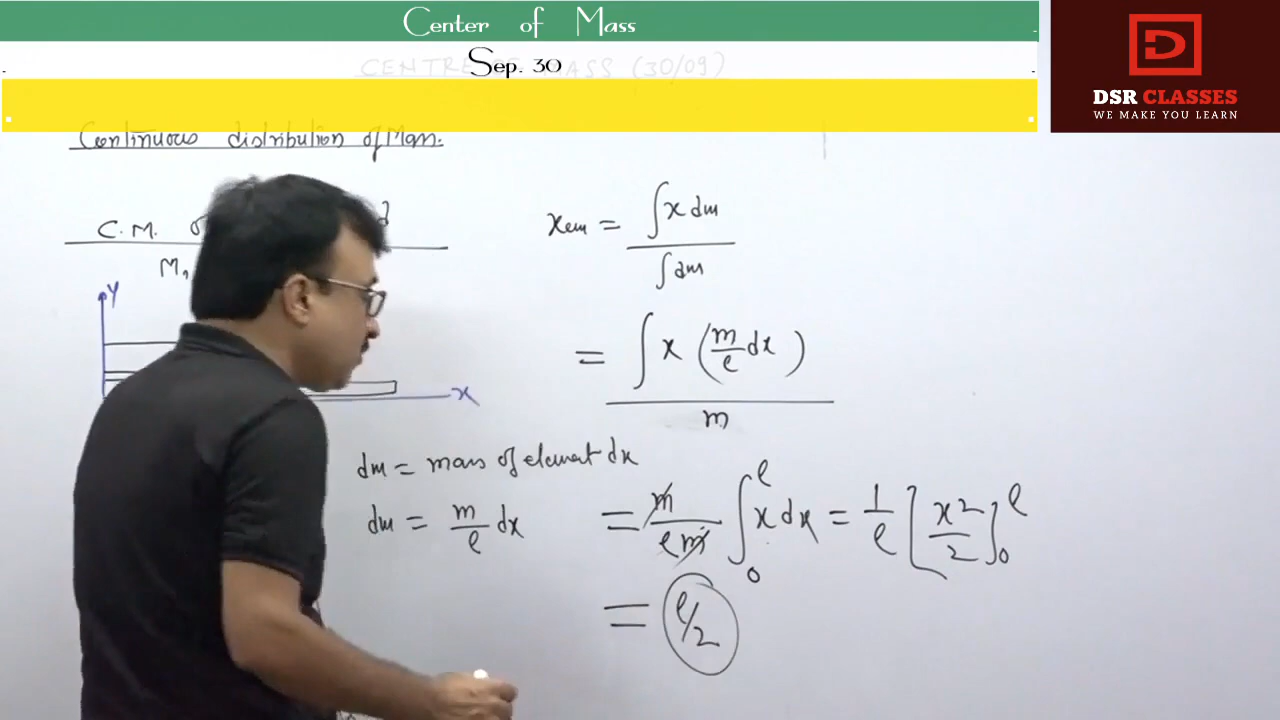 Center of Mass
CENTRE OF MASS (30/09)
Sep. 30
DSR CLASSES
WE MAKE YOU LEARN
Continuous distribution of Mass.
C.M. of
M,
Y
x
x_cm = ∫x dm / ∫dm
= ∫ x (m/l dx) / m
dm = mass of element dx
dm = m/l dx
= m/lm ∫₀ˡ x dx = 1/l [x²/2]₀ˡ
= l/2